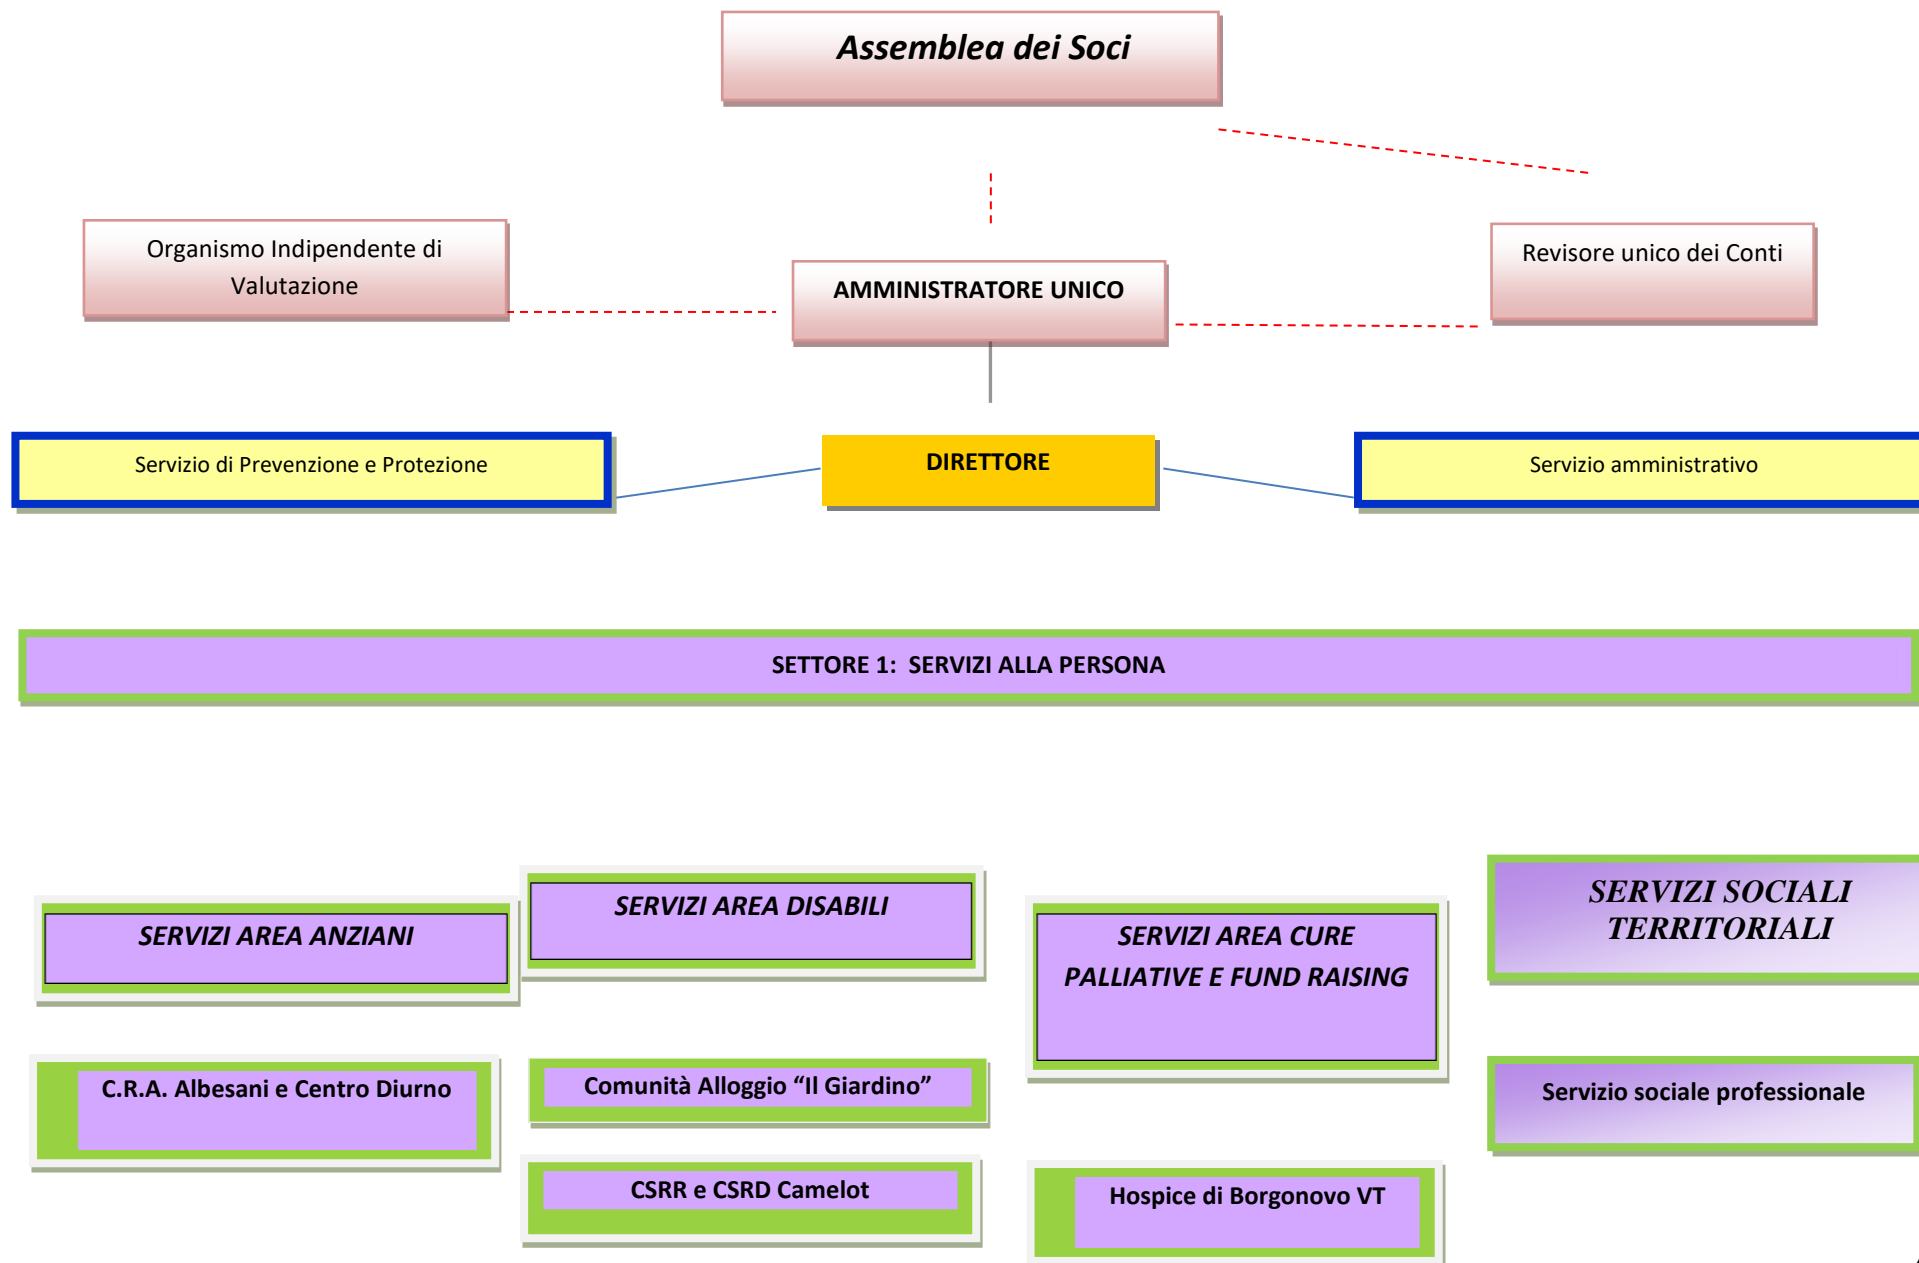 Assemblea dei Soci
Organismo Indipendente di
Valutazione
AMMINISTRATORE UNICO
Revisore unico dei Conti
Servizio di Prevenzione e Protezione
DIRETTORE
Servizio amministrativo
SETTORE 1: SERVIZI ALLA PERSONA
SERVIZI AREA ANZIANI
SERVIZI AREA DISABILI
SERVIZI AREA CURE
PALLIATIVE E FUND RAISING
SERVIZI SOCIALI
TERRITORIALI
C.R.A. Albesani e Centro Diurno
Comunità Alloggio “Il Giardino”
Servizio sociale professionale
CSRR e CSRD Camelot
Hospice di Borgonovo VT